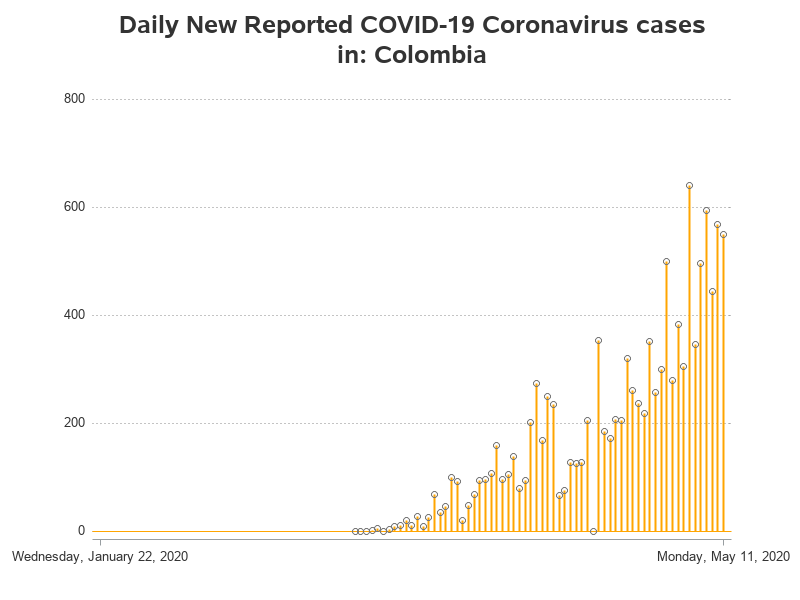 Daily New Reported COVID-19 Coronavirus cases
in: Colombia
800
600
400
200
0
Wednesday, January 22, 2020 Monday, May 11, 2020